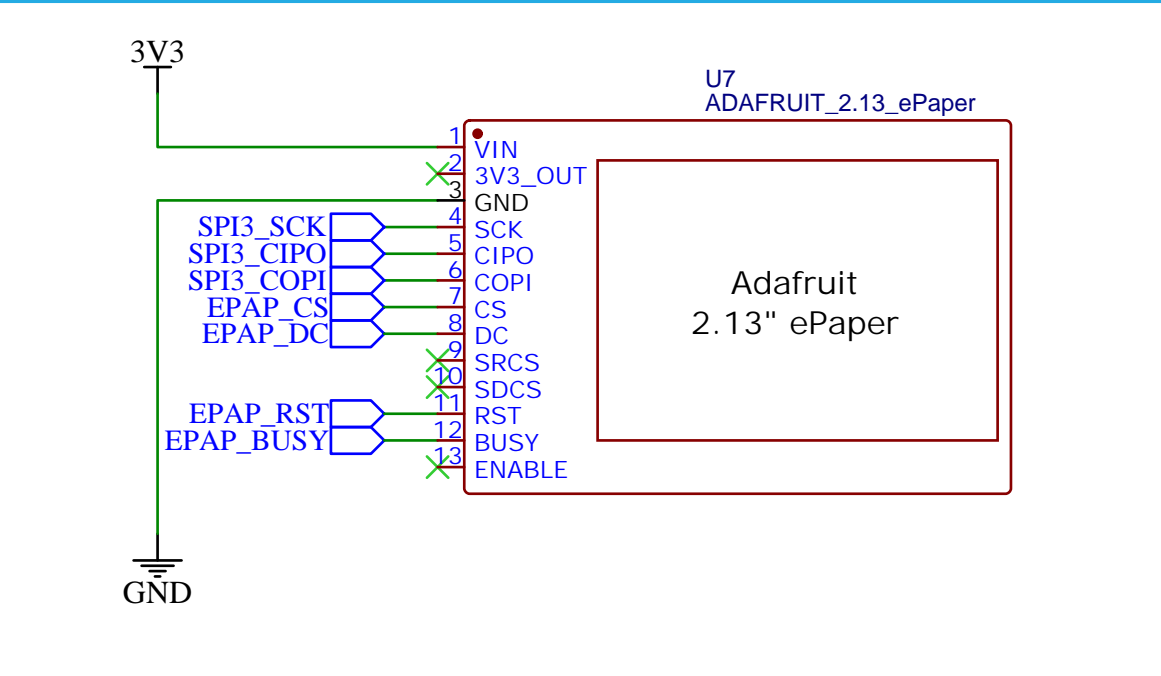 3V3
U7
ADAFRUIT_2.13_ePaper
1
VIN
2
3V3_OUT
3
GND
SPI3_SCK
4
SCK
SPI3_CIPO
5
CIPO
SPI3_COPI
6
COPI
EPAP_CS
7
CS
EPAP_DC
8
DC
9
SRCS
10
SDCS
EPAP_RST
11
RST
EPAP_BUSY
12
BUSY
13
ENABLE
Adafruit
2.13" ePaper
GND